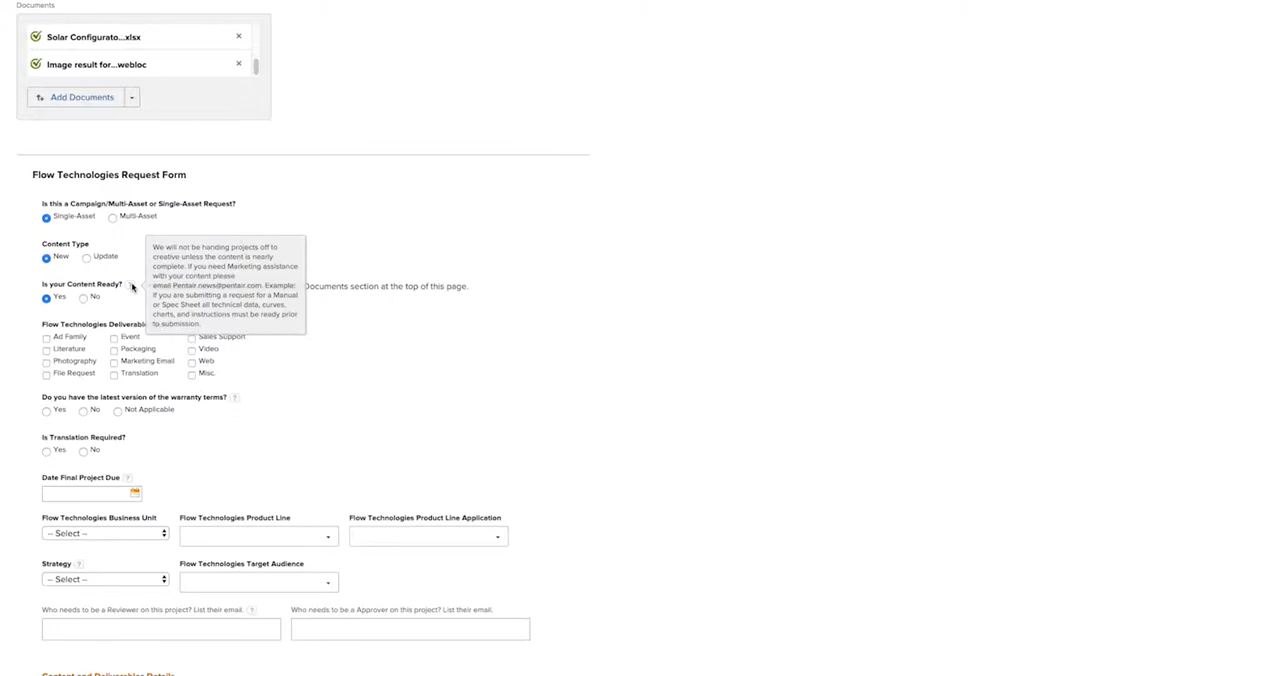 Documents
Solar Configurato...xlsx
Image result for...webloc
Add Documents
Flow Technologies Request Form
Is this a Campaign/Multi-Asset or Single-Asset Request?
Single-Asset Multi-Asset
Content Type
New Update
We will not be handing projects off to
creative unless the content is nearly
complete. If you need Marketing assistance
with your content please
email Pentair.news@pentair.com. Example:
If you are submitting a request for a Manual
or Spec Sheet all technical data, curves,
charts, and instructions must be ready prior
to submission.
Is your Content Ready? Documents section at the top of this page.
Yes No
Flow Technologies Deliverabl
Ad Family Event Sales Support
Literature Packaging Video
Photography Marketing Email Web
File Request Translation Misc.
Do you have the latest version of the warranty terms? ?
Yes No Not Applicable
Is Translation Required?
Yes No
Date Final Project Due ?
Flow Technologies Business Unit Flow Technologies Product Line Flow Technologies Product Line Application
-- Select --
Strategy ? Flow Technologies Target Audience
-- Select --
Who needs to be a Reviewer on this project? List their email. ? Who needs to be a Approver on this project? List their email.
Content and Deliverables Details